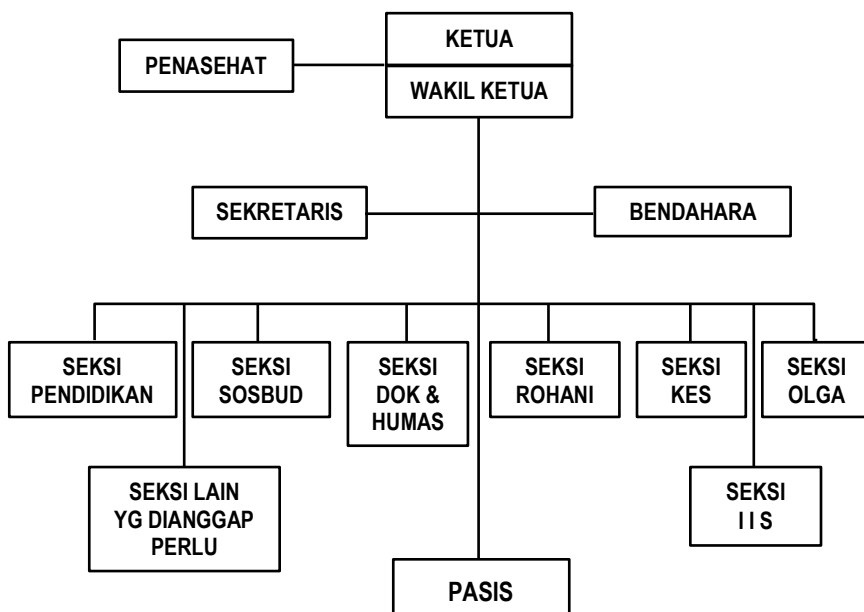 KETUA
PENASEHAT
WAKIL KETUA
SEKRETARIS
BENDAHARA
SEKSI
PENDIDIKAN
SEKSI
SOSBUD
SEKSI
DOK &
HUMAS
SEKSI
ROHANI
SEKSI
KES
SEKSI
OLGA
SEKSI LAIN
YG DIANGGAP
PERLU
SEKSI
I I S
PASIS